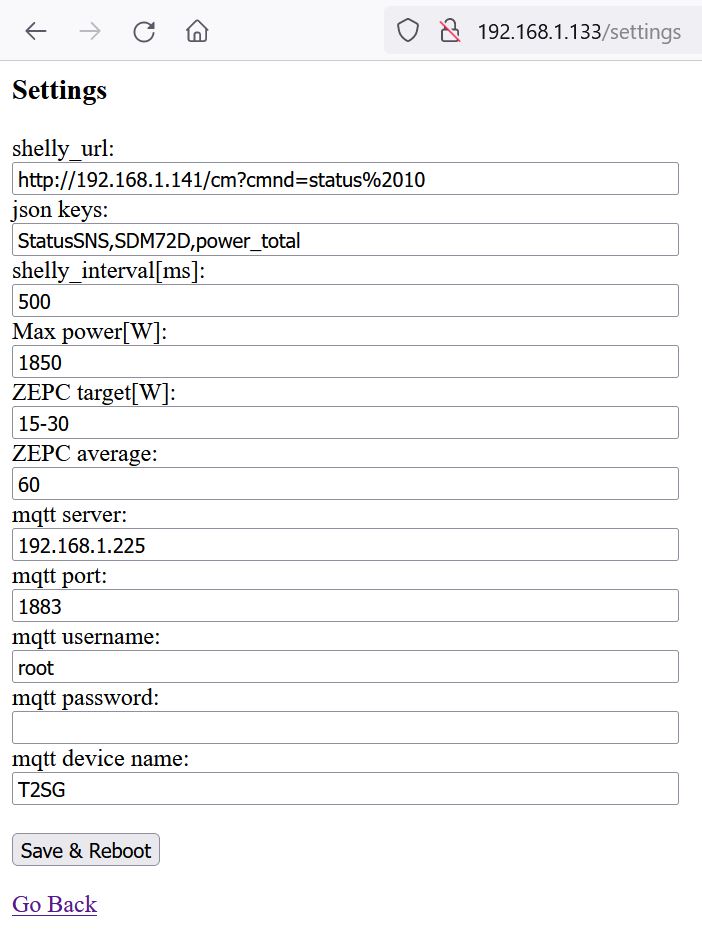 192.168.1.133/settings
Settings
shelly_url:
http://192.168.1.141/cm?cmnd=status%2010
json keys:
StatusSNS,SDM72D,power_total
shelly_interval[ms]:
500
Max power[W]:
1850
ZEPC target[W]:
15-30
ZEPC average:
60
mqtt server:
192.168.1.225
mqtt port:
1883
mqtt username:
root
mqtt password:
mqtt device name:
T2SG
Save & Reboot
Go Back